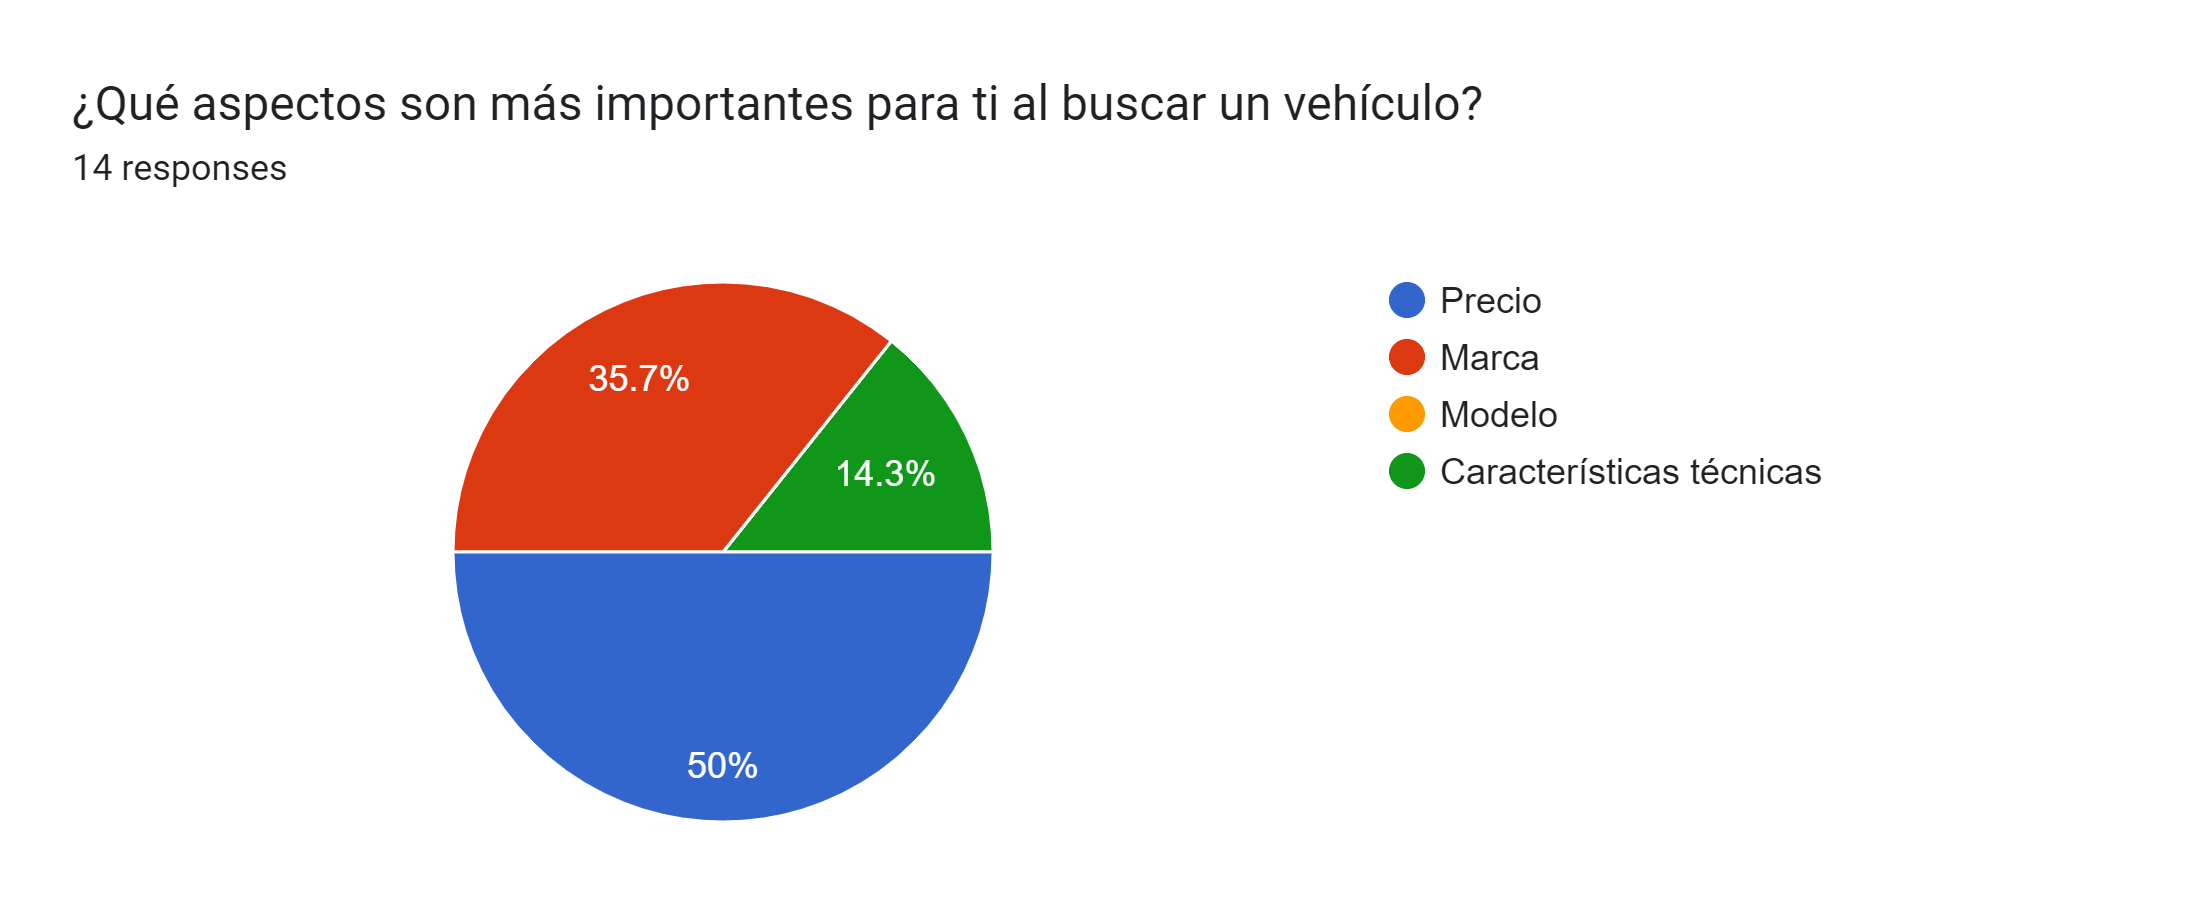 ¿Qué aspectos son más importantes para ti al buscar un vehículo?
14 responses
35.7%
14.3%
50%
Precio
Marca
Modelo
Características técnicas